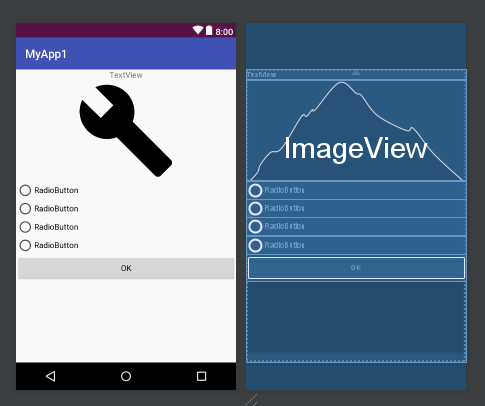 8:00
MyApp1
TextView
RadioButton
RadioButton
RadioButton
RadioButton
OK
TextView
ImageView
RadioButton
RadioButton
RadioButton
RadioButton
OK